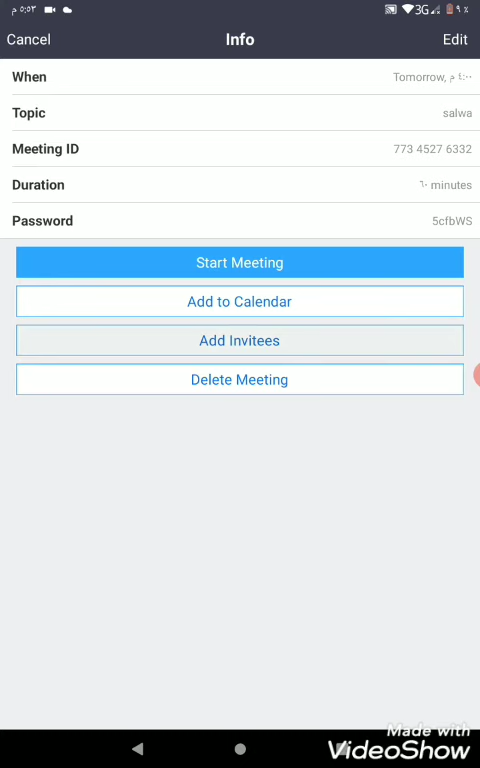 ٥:٥٣ م 3G ٩ %
Cancel Info Edit
When Tomorrow, ٤:٠٠ م
Topic salwa
Meeting ID 773 4527 6332
Duration ٦٠ minutes
Password 5cfbWS
Start Meeting
Add to Calendar
Add Invitees
Delete Meeting
Made with
VideoShow